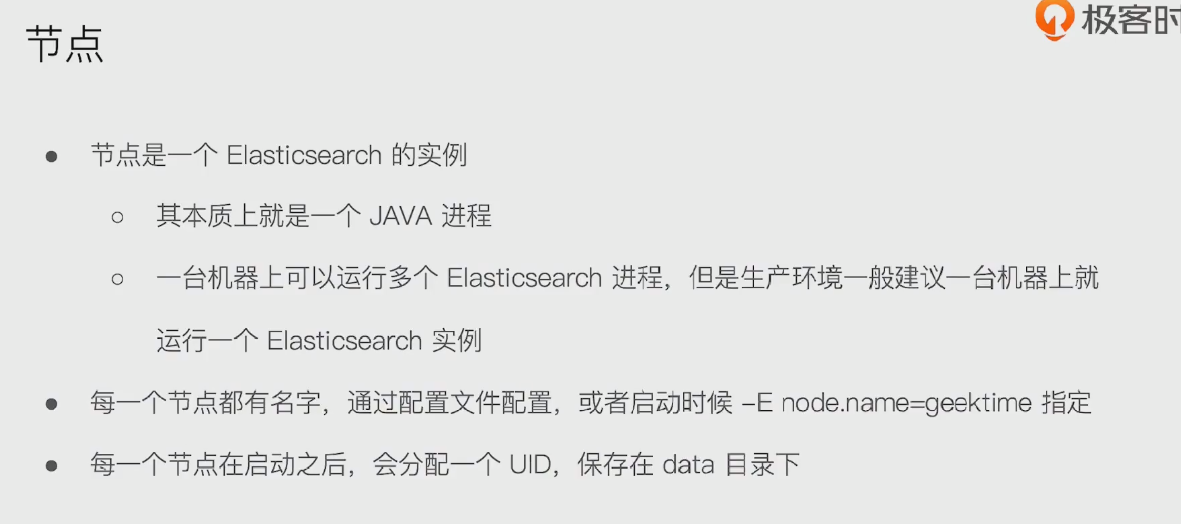 极客时
节点
节点是一个 Elasticsearch 的实例
其本质上就是一个 JAVA 进程
一台机器上可以运行多个 Elasticsearch 进程，但是生产环境一般建议一台机器上就
运行一个 Elasticsearch 实例
每一个节点都有名字，通过配置文件配置，或者启动时候 –E node.name=geektime 指定
每一个节点在启动之后，会分配一个 UID，保存在 data 目录下